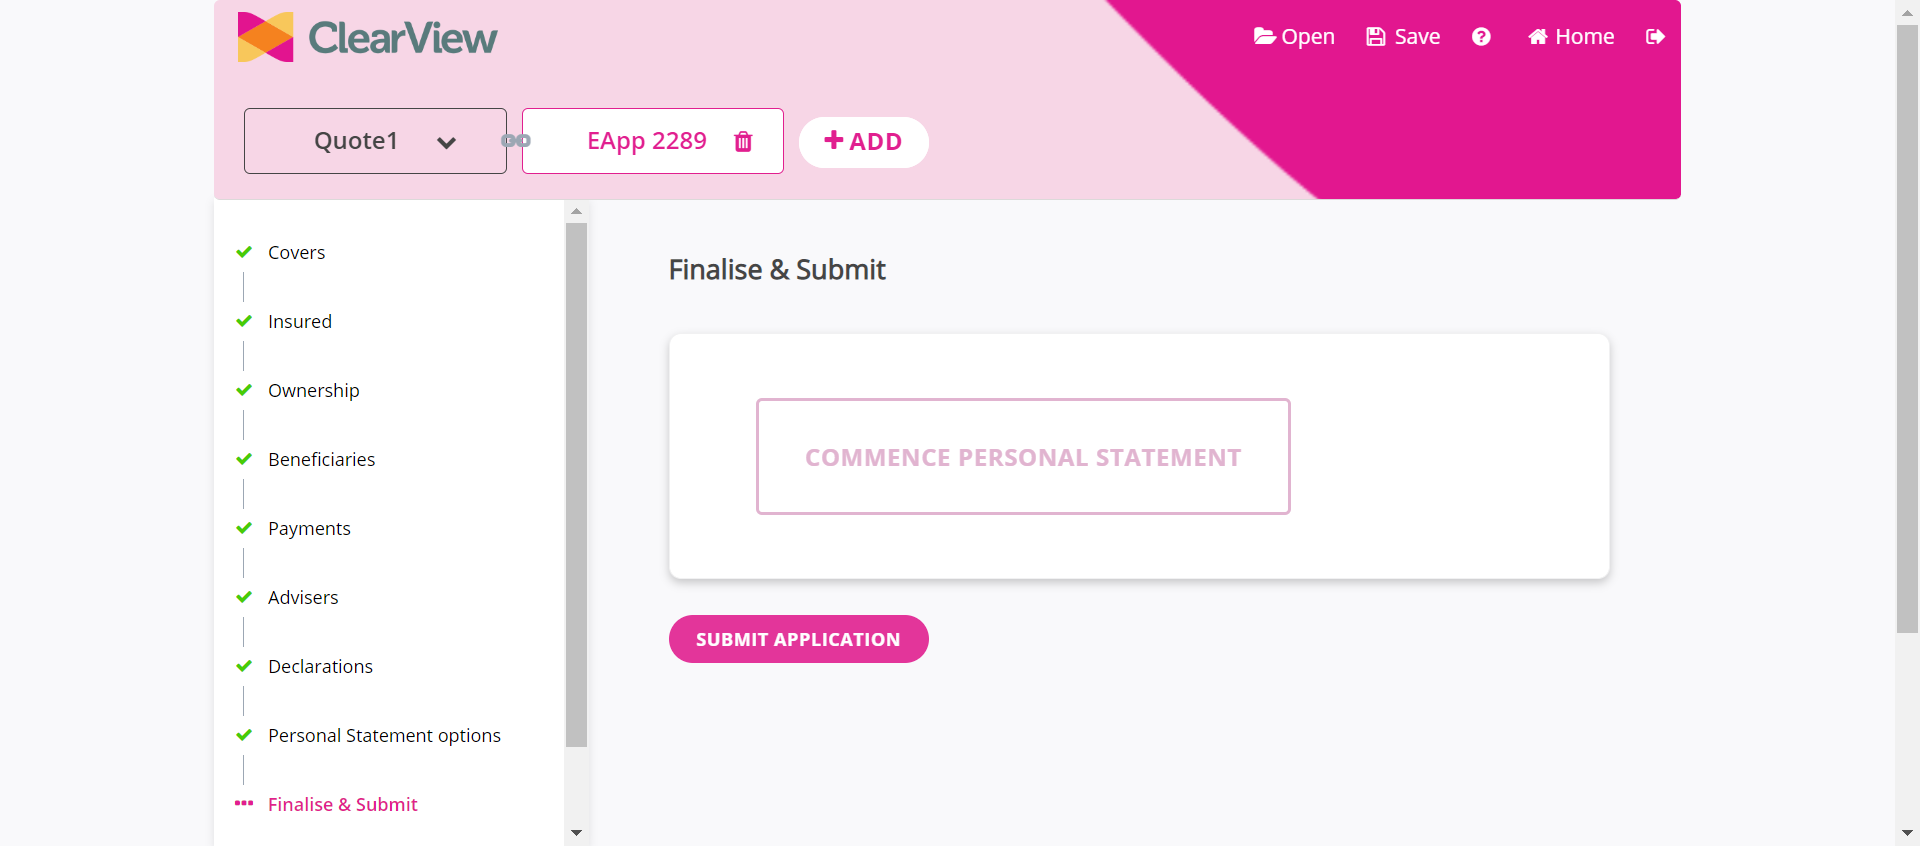 ClearView
Open
Save
Home
Quote1
EApp 2289
ADD
Covers
Insured
Ownership
Beneficiaries
Payments
Advisers
Declarations
Personal Statement options
Finalise & Submit
Finalise & Submit
COMMENCE PERSONAL STATEMENT
SUBMIT APPLICATION